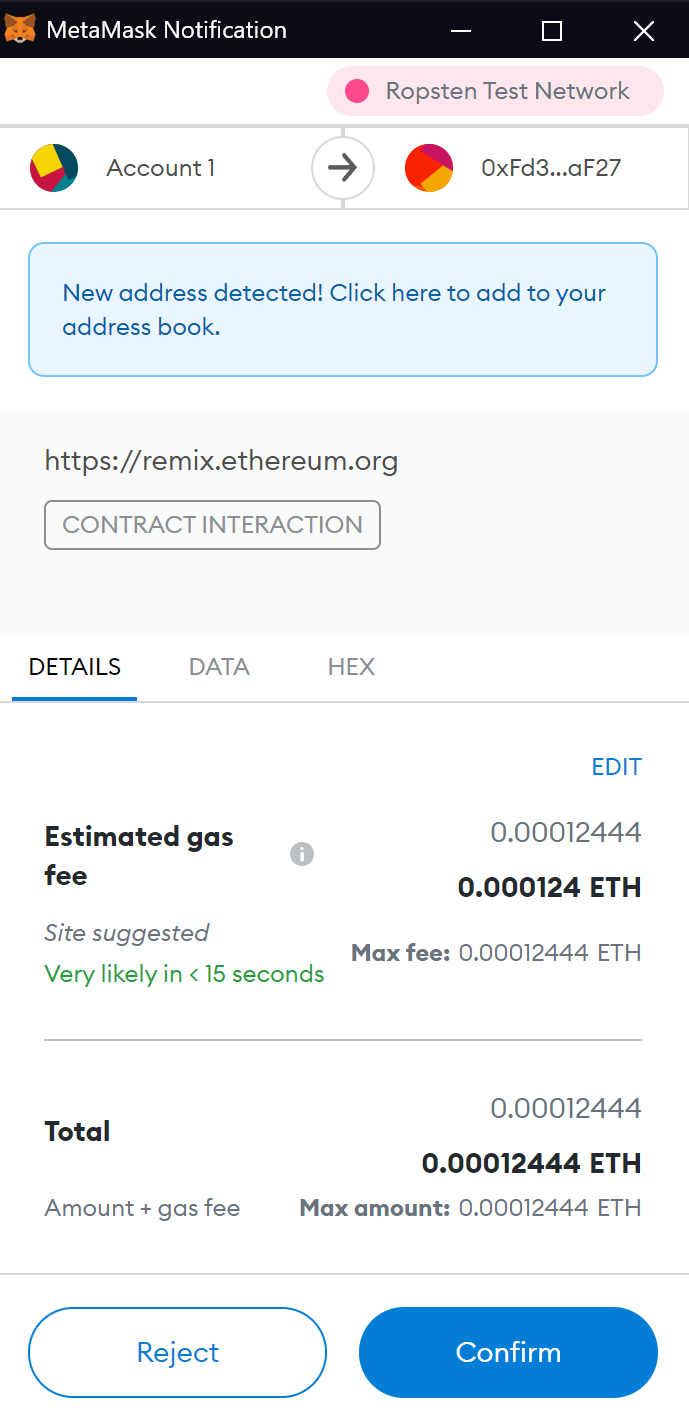 MetaMask Notification
Ropsten Test Network
Account 1
0xFd3...aF27
New address detected! Click here to add to your
address book.
https://remix.ethereum.org
CONTRACT INTERACTION
DETAILS
DATA
HEX
EDIT
Estimated gas
fee
0.00012444
0.000124 ETH
Site suggested
Very likely in < 15 seconds
Max fee: 0.00012444 ETH
Total
0.00012444
0.00012444 ETH
Amount + gas fee
Max amount: 0.00012444 ETH
Reject
Confirm